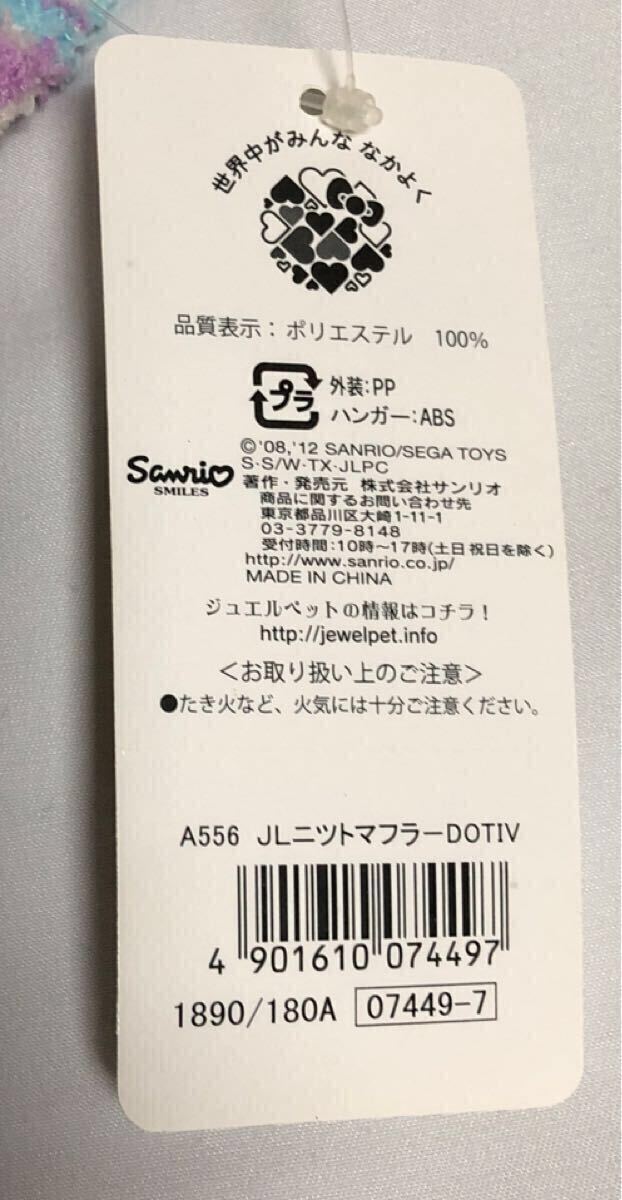 世界中がみんな なかよく
品質表示：ポリエステル 100%
プラ
外装:PP
ハンガー:ABS
©'08,'12 SANRIO/SEGA TOYS
S･S/W･TX･JLPC
Sanrio
SMILES
著作・発売元 株式会社サンリオ
商品に関するお問い合わせ先
東京都品川区大崎1-11-1
03-3779-8148
受付時間:10時～17時(土日 祝日を除く)
http://www.sanrio.co.jp/
MADE IN CHINA
ジュエルペットの情報はコチラ！
http://jewelpet.info
＜お取り扱い上のご注意＞
●たき火など、火気には十分ご注意ください。
A556 JLニツトマフラーDOTIV
4 901610 074497
1890/180A 07449-7